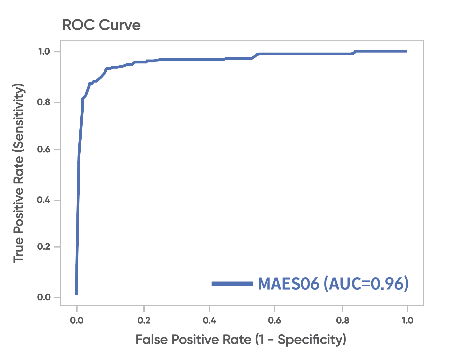 ROC Curve
1.0
0.8
0.6
0.4
0.2
0.0
True Positive Rate (Sensitivity)
MAES06 (AUC=0.96)
0.0 0.2 0.4 0.6 0.8 1.0
False Positive Rate (1 - Specificity)